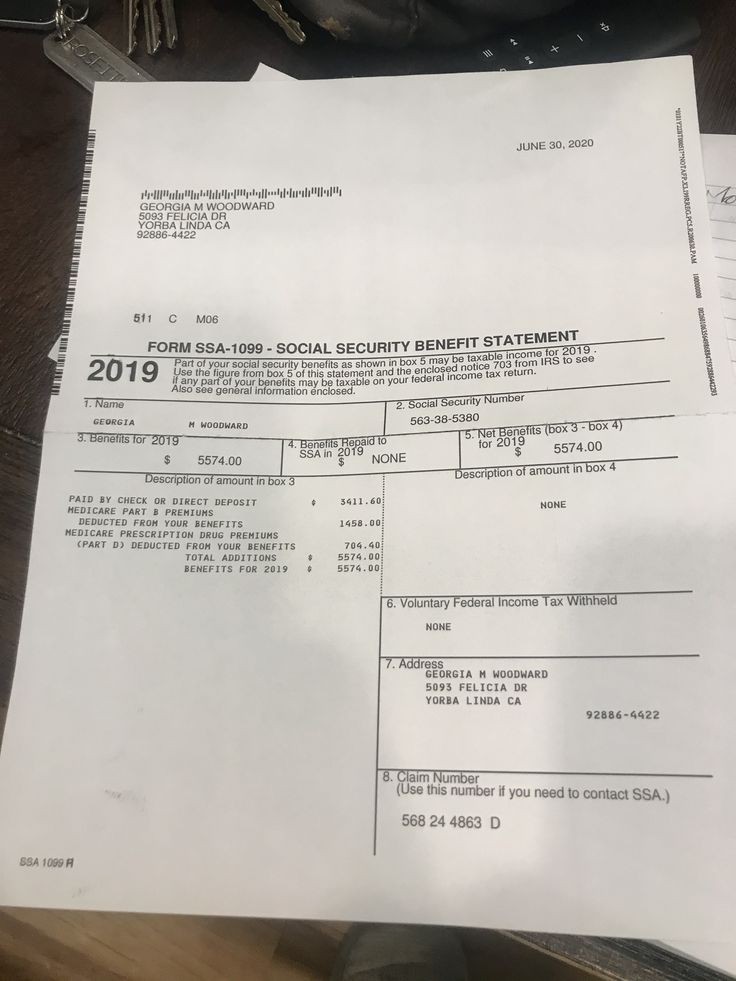 JUNE 30, 2020
GEORGIA M WOODWARD
5093 FELICIA DR
YORBA LINDA CA
92886-4422
511 C M06
FORM SSA-1099 - SOCIAL SECURITY BENEFIT STATEMENT
2019
Part of your social security benefits as shown in box 5 may be taxable income for 2019 .
Use the figure from box 5 of this statement and the enclosed notice 703 from IRS to see
if any part of your benefits may be taxable on your federal income tax return.
Also see general information enclosed.
1. Name
GEORGIA M WOODWARD
2. Social Security Number
563-38-5380
3. Benefits for 2019
$ 5574.00
4. Benefits Repaid to
SSA in 2019
$ NONE
5. Net Benefits (box 3 - box 4)
for 2019
$ 5574.00
Description of amount in box 3
PAID BY CHECK OR DIRECT DEPOSIT $ 3411.60
MEDICARE PART B PREMIUMS
DEDUCTED FROM YOUR BENEFITS 1458.00
MEDICARE PRESCRIPTION DRUG PREMIUMS
(PART D) DEDUCTED FROM YOUR BENEFITS 704.40
TOTAL ADDITIONS $ 5574.00
BENEFITS FOR 2019 $ 5574.00
Description of amount in box 4
NONE
6. Voluntary Federal Income Tax Withheld
NONE
7. Address
GEORGIA M WOODWARD
5093 FELICIA DR
YORBA LINDA CA
92886-4422
8. Claim Number
(Use this number if you need to contact SSA.)
568 24 4863 D
SSA 1099 R